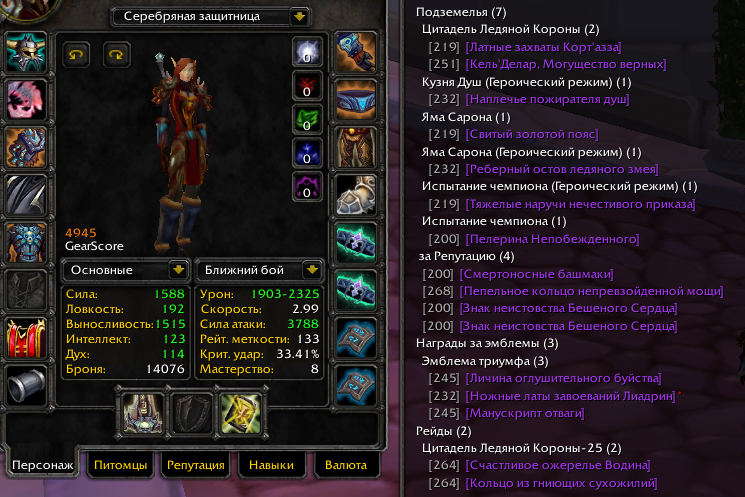 Серебряная защитница
0
0
0
0
0
4945
GearScore
Основные
Ближний бой
Сила: 1588
Ловкость: 192
Выносливость: 1515
Интеллект: 123
Дух: 114
Броня: 14076
Урон: 1903-2325
Скорость: 2.99
Сила атаки: 3788
Рейт. меткости: 133
Крит. удар: 33.41%
Мастерство: 8
Персонаж
Питомцы
Репутация
Навыки
Валюта
Подземелья (7)
Цитадель Ледяной Короны (2)
[219] [Латные захваты Корт'азза]
[251] [Кель'Делар, Могущество верных]
Кузня Душ (Героический режим) (1)
[232] [Наплечье пожирателя душ]
Яма Сарона (1)
[219] [Свитый золотой пояс]
Яма Сарона (Героический режим) (1)
[232] [Реберный остов ледяного змея]
Испытание чемпиона (Героический режим) (1)
[219] [Тяжелые наручи нечестивого приказа]
Испытание чемпиона (1)
[200] [Пелерина Непобежденного]
за Репутацию (4)
[200] [Смертоносные башмаки]
[268] [Пепельное кольцо непревзойденной мощи]
[200] [Знак неистовства Бешеного Сердца]
[200] [Знак неистовства Бешеного Сердца]
Награды за эмблемы (3)
Эмблема триумфа (3)
[245] [Личина оглушительного буйства]
[232] [Ножные латы завоеваний Лиадрин]*
[245] [Манускрипт отваги]
Рейды (2)
Цитадель Ледяной Короны-25 (2)
[264] [Счастливое ожерелье Водина]
[264] [Кольцо из гниющих сухожилий]